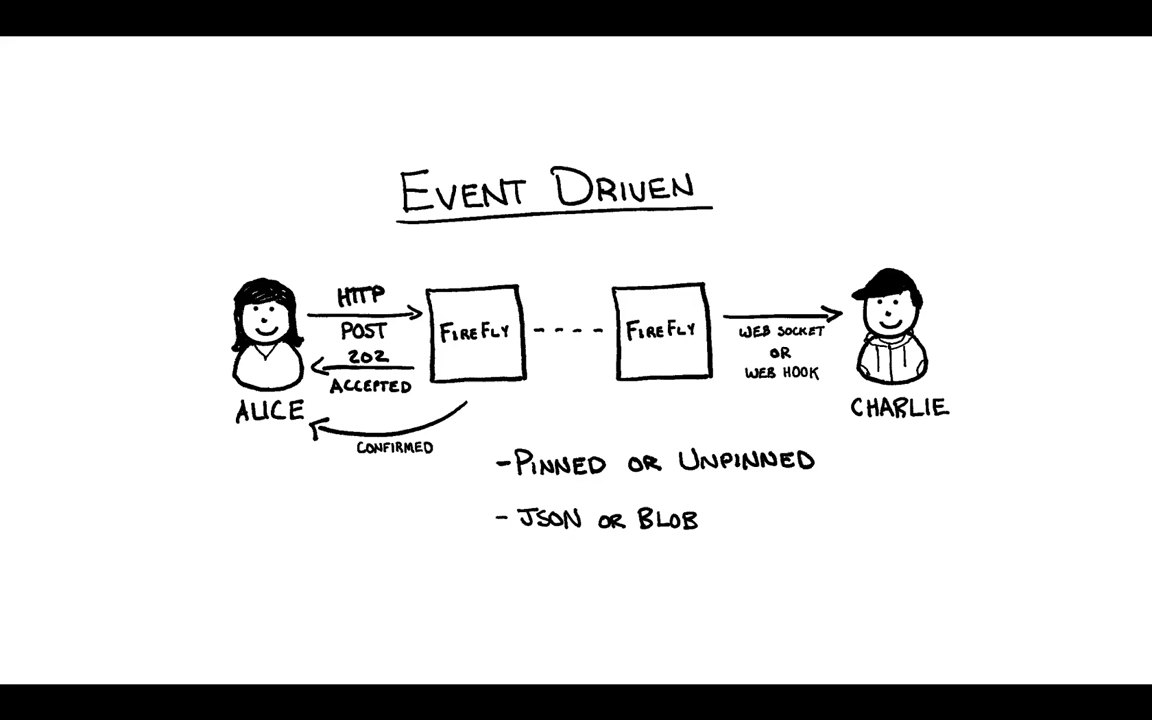 EVENT DRIVEN
HTTP
POST
202
ACCEPTED
CONFIRMED
ALICE
FIREFLY
FIREFLY
WEB SOCKET
OR
WEB HOOK
CHARLIE
- PINNED OR UNPINNED
- JSON OR BLOB